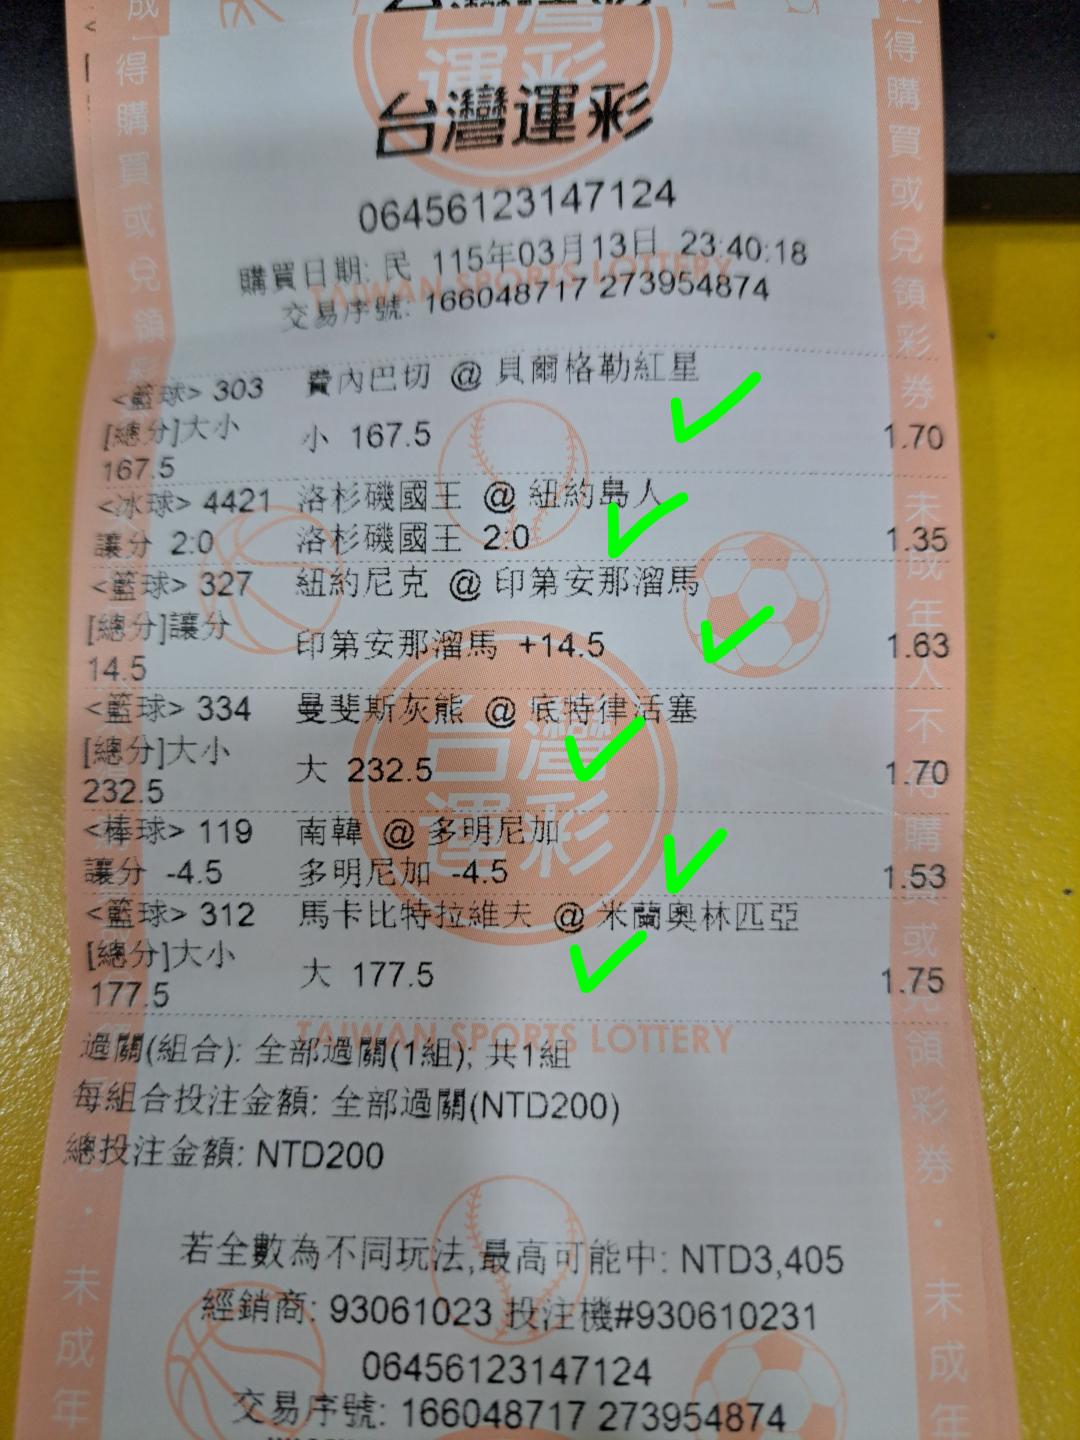 台灣運彩
06456123147124
購買日期: 民 115年03月13日 23:40:18
交易序號: 166048717 273954874
<籃球> 303 費內巴切 @ 貝爾格勒紅星
[總分]大小 小 167.5 1.70
167.5
<冰球> 4421 洛杉磯國王 @ 紐約島人
讓分 2:0 洛杉磯國王 2:0 1.35
<籃球> 327 紐約尼克 @ 印第安那溜馬
[總分]讓分 印第安那溜馬 +14.5 1.63
14.5
<籃球> 334 曼斐斯灰熊 @ 底特律活塞
[總分]大小 大 232.5 1.70
232.5
<棒球> 119 南韓 @ 多明尼加
讓分 -4.5 多明尼加 -4.5 1.53
<籃球> 312 馬卡比特拉維夫 @ 米蘭奧林匹亞
[總分]大小 大 177.5 1.75
177.5
TAIWAN SPORTS LOTTERY
過關(組合): 全部過關(1組); 共1組
每組合投注金額: 全部過關(NTD200)
總投注金額: NTD200
若全數為不同玩法,最高可能中: NTD3,405
經銷商: 93061023 投注機#930610231
06456123147124
交易序號: 166048717 273954874